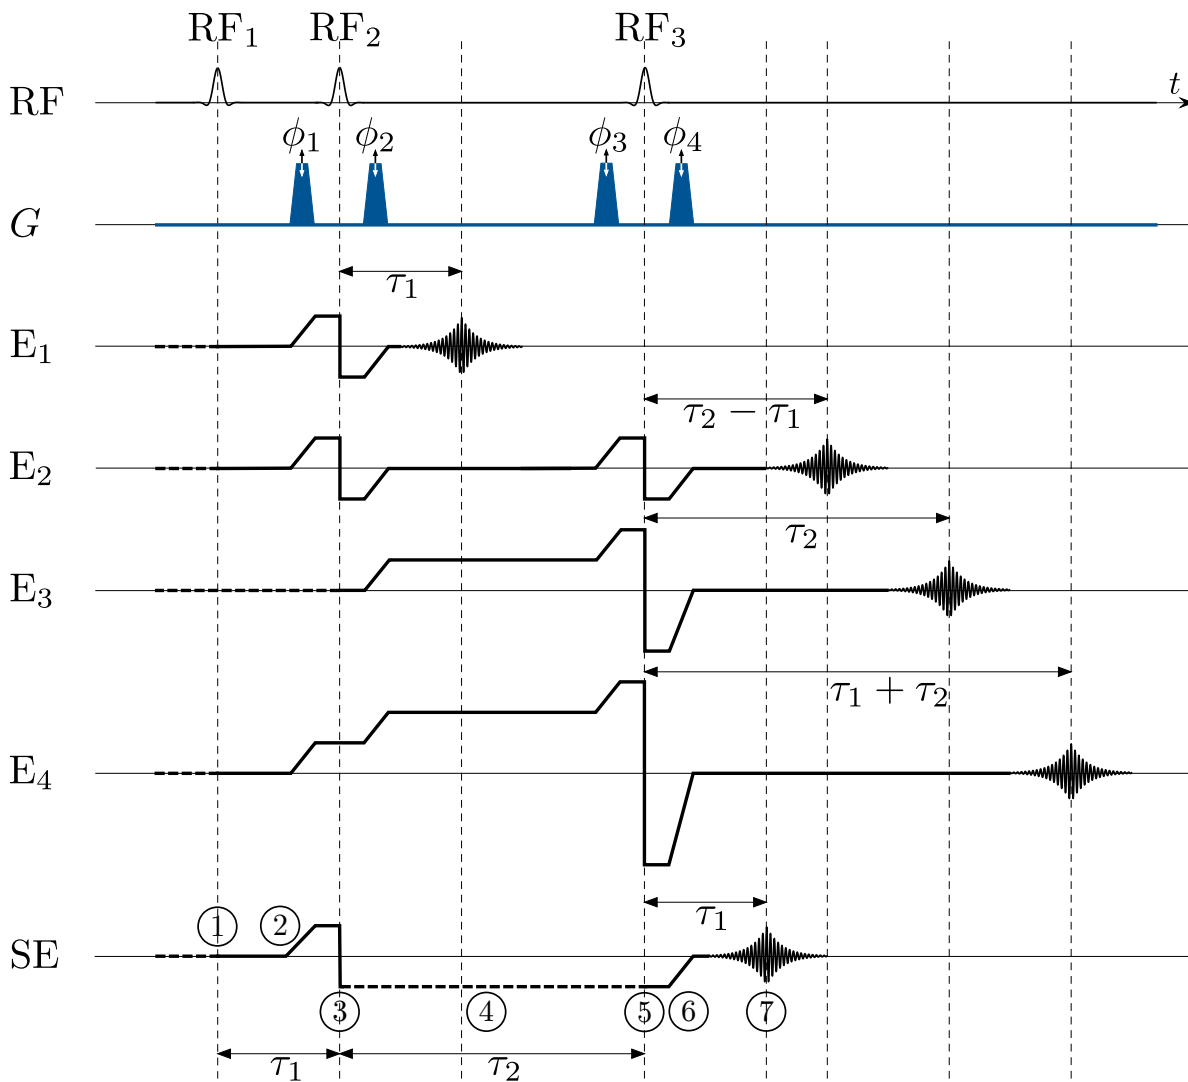 RF₁ RF₂ RF₃
RF t
ϕ₁ ϕ₂ ϕ₃ ϕ₄
G
τ₁
E₁
τ₂ − τ₁
E₂
τ₂
E₃
τ₁ + τ₂
E₄
τ₁
① ②
SE
③ ④ ⑤ ⑥ ⑦
τ₁ τ₂